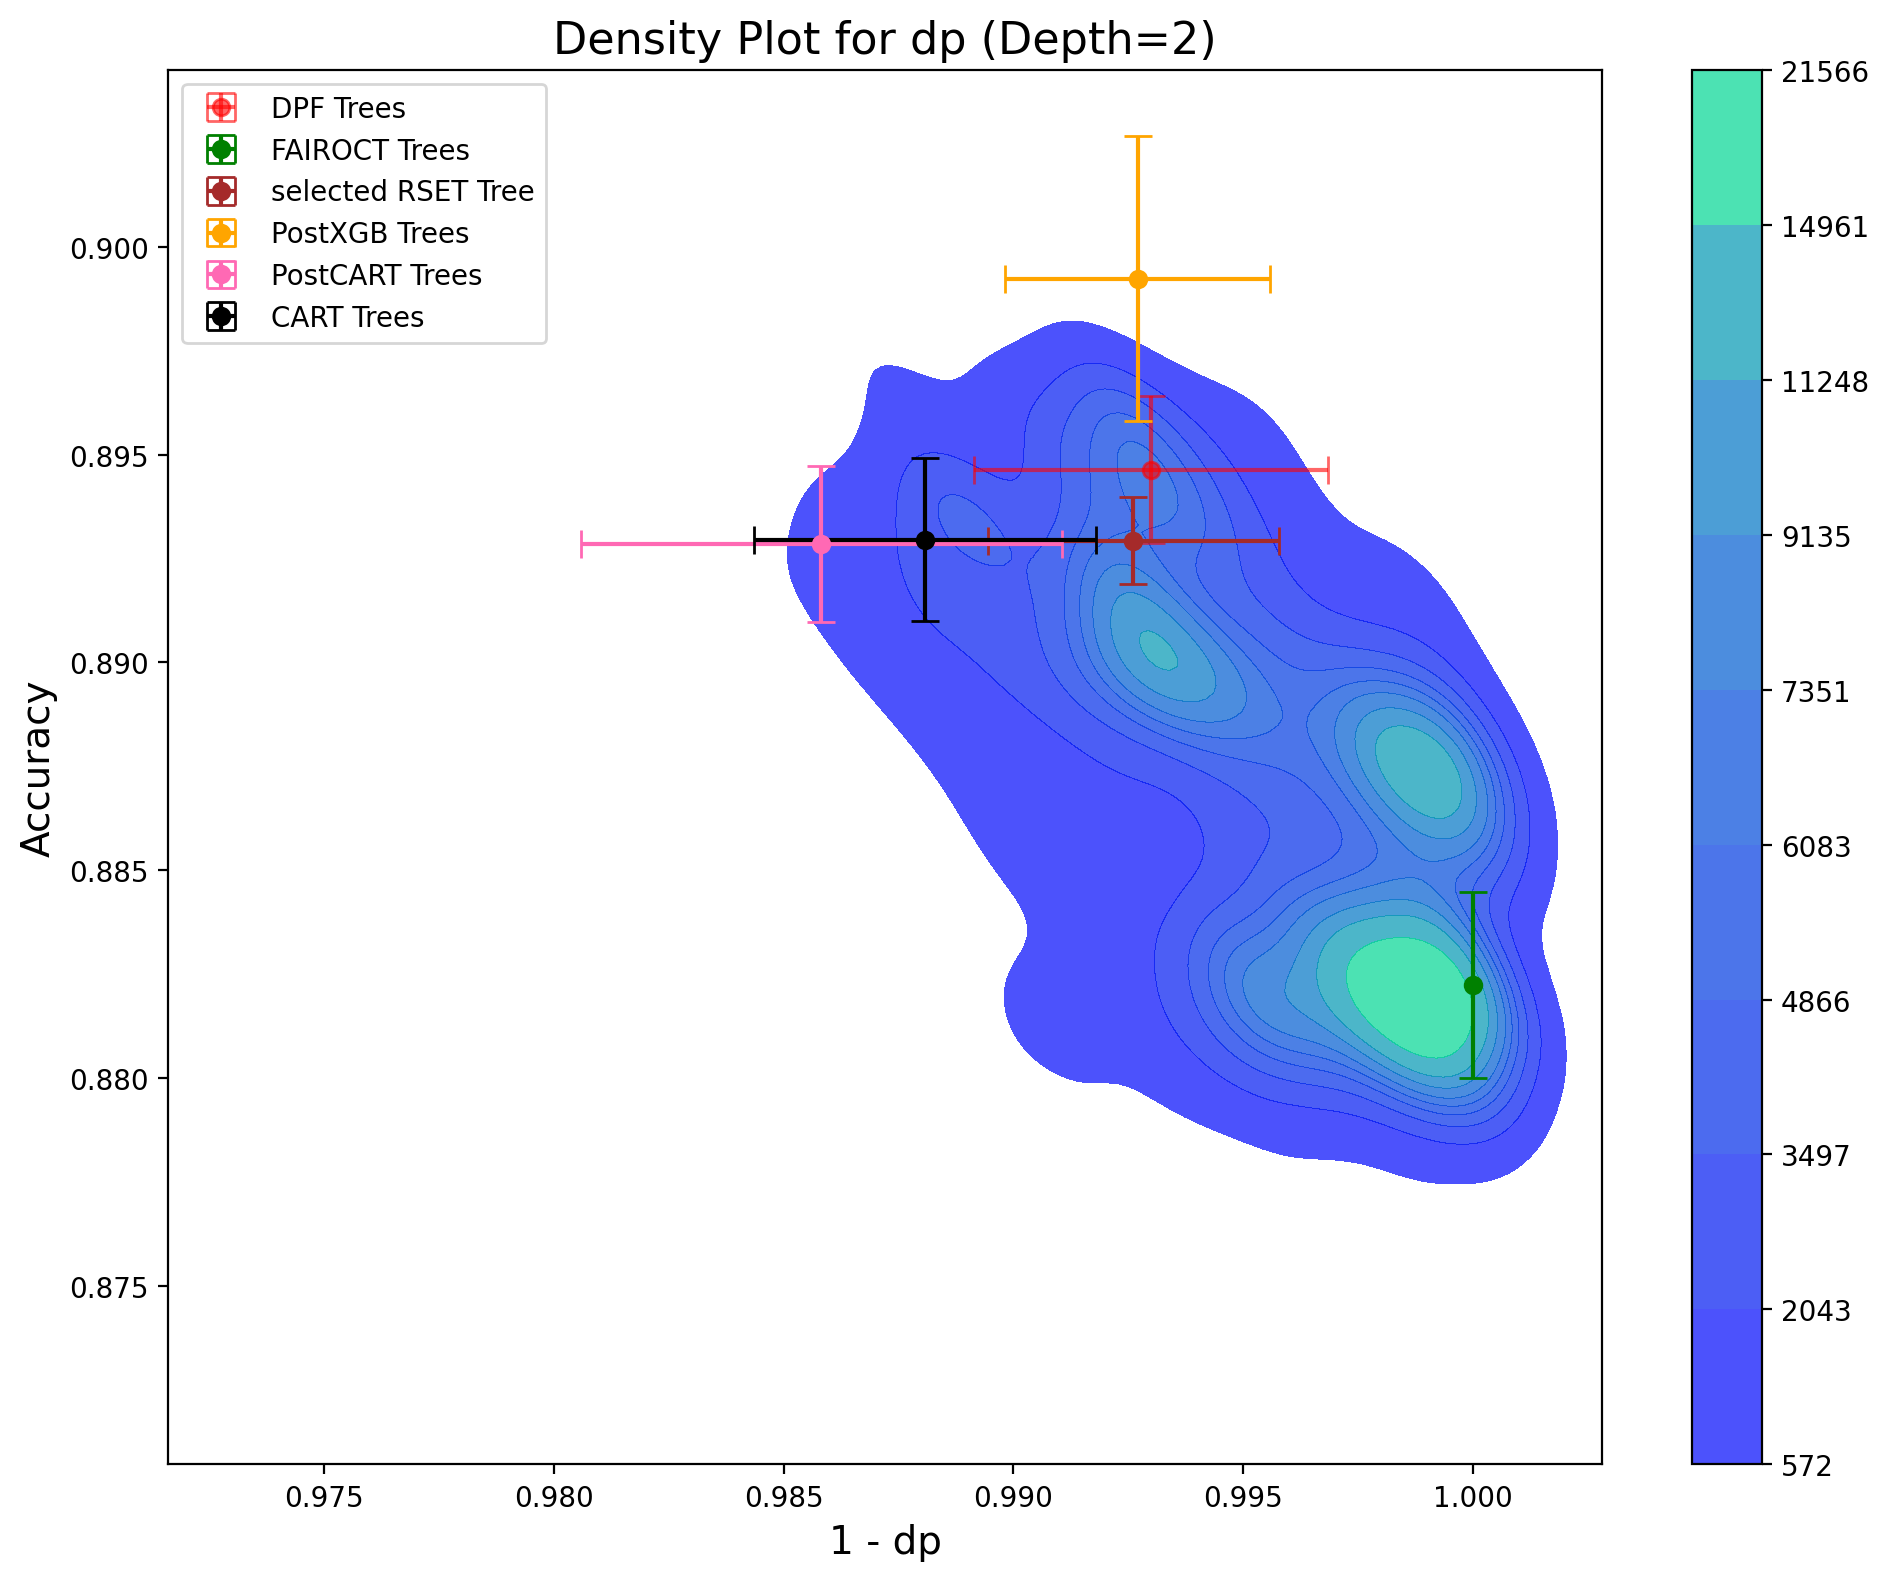 Density Plot for dp (Depth=2)
DPF Trees
FAIROCT Trees
selected RSET Tree
PostXGB Trees
PostCART Trees
CART Trees
Accuracy
0.900
0.895
0.890
0.885
0.880
0.875
0.975 0.980 0.985 0.990 0.995 1.000
1 - dp
21566
14961
11248
9135
7351
6083
4866
3497
2043
572